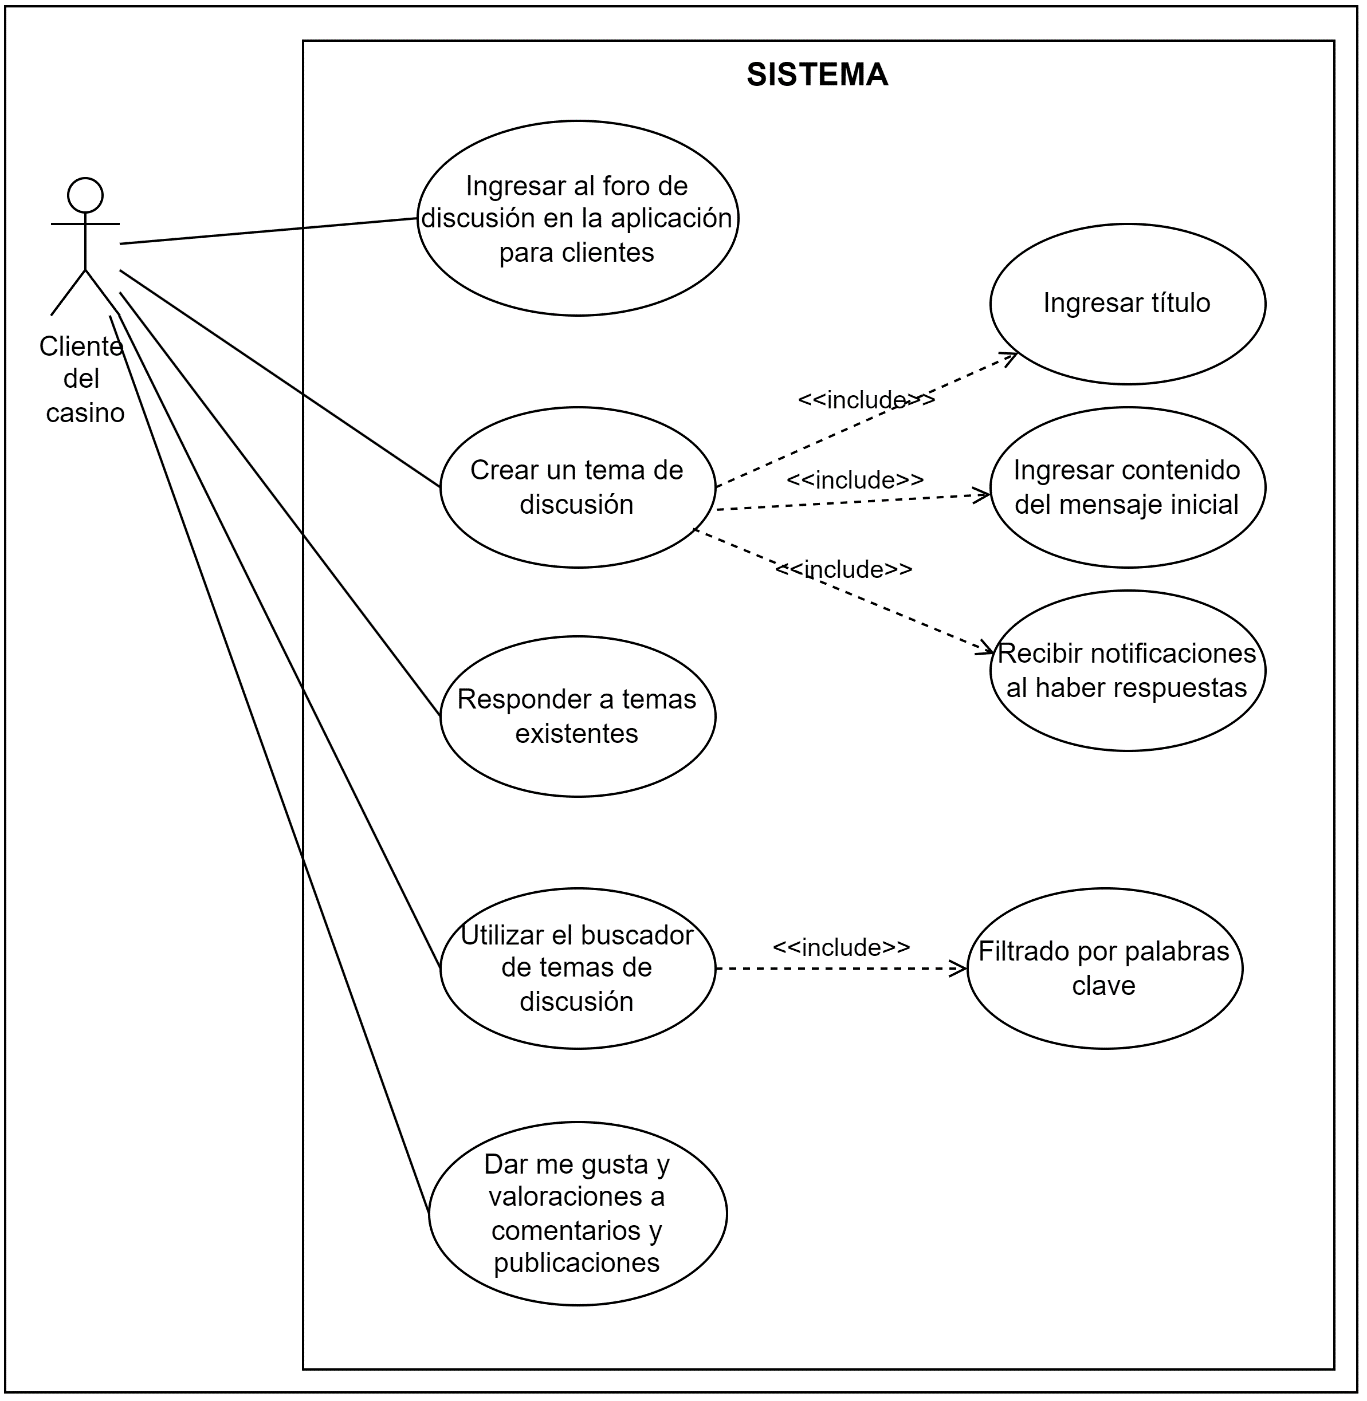 SISTEMA
Ingresar al foro de
discusión en la aplicación
para clientes
Cliente
del
casino
Ingresar título
<<include>>
Crear un tema de
discusión
<<include>>
Ingresar contenido
del mensaje inicial
<<include>>
Recibir notificaciones
al haber respuestas
Responder a temas
existentes
Utilizar el buscador
de temas de
discusión
<<include>>
Filtrado por palabras
clave
Dar me gusta y
valoraciones a
comentarios y
publicaciones